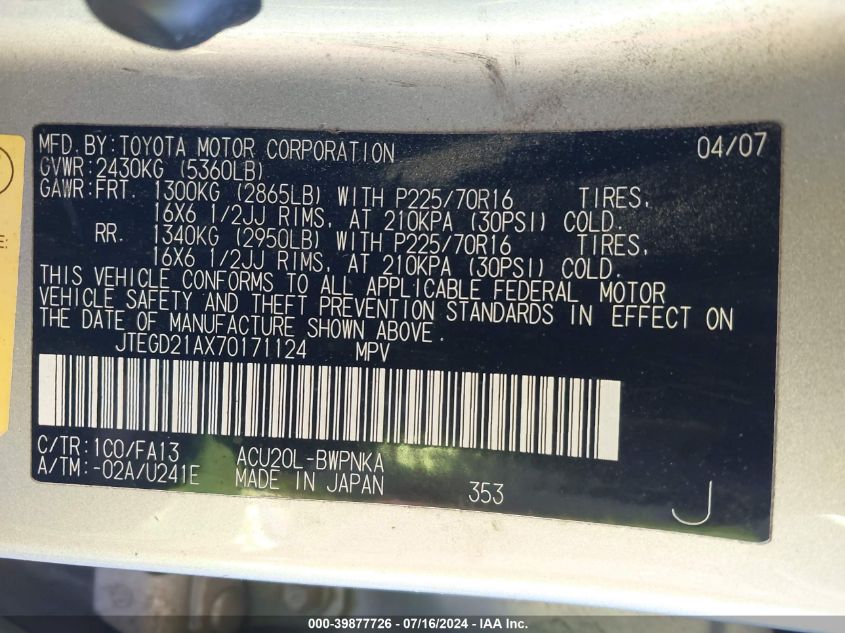 MFD. BY: TOYOTA MOTOR CORPORATION 04/07
GVWR: 2430KG (5360LB)
GAWR: FRT. 1300KG (2865LB) WITH P225/70R16 TIRES,
16X6 1/2JJ RIMS, AT 210KPA (30PSI) COLD.
RR. 1340KG (2950LB) WITH P225/70R16 TIRES,
16X6 1/2JJ RIMS, AT 210KPA (30PSI) COLD.
THIS VEHICLE CONFORMS TO ALL APPLICABLE FEDERAL MOTOR
VEHICLE SAFETY AND THEFT PREVENTION STANDARDS IN EFFECT ON
THE DATE OF MANUFACTURE SHOWN ABOVE.
JTEGD21AX70171124 MPV
C/TR: 1C0/FA13 ACU20L-BWPNKA
A/TM: -02A/U241E MADE IN JAPAN 353
J
000-39877726 - 07/16/2024 - IAA Inc.